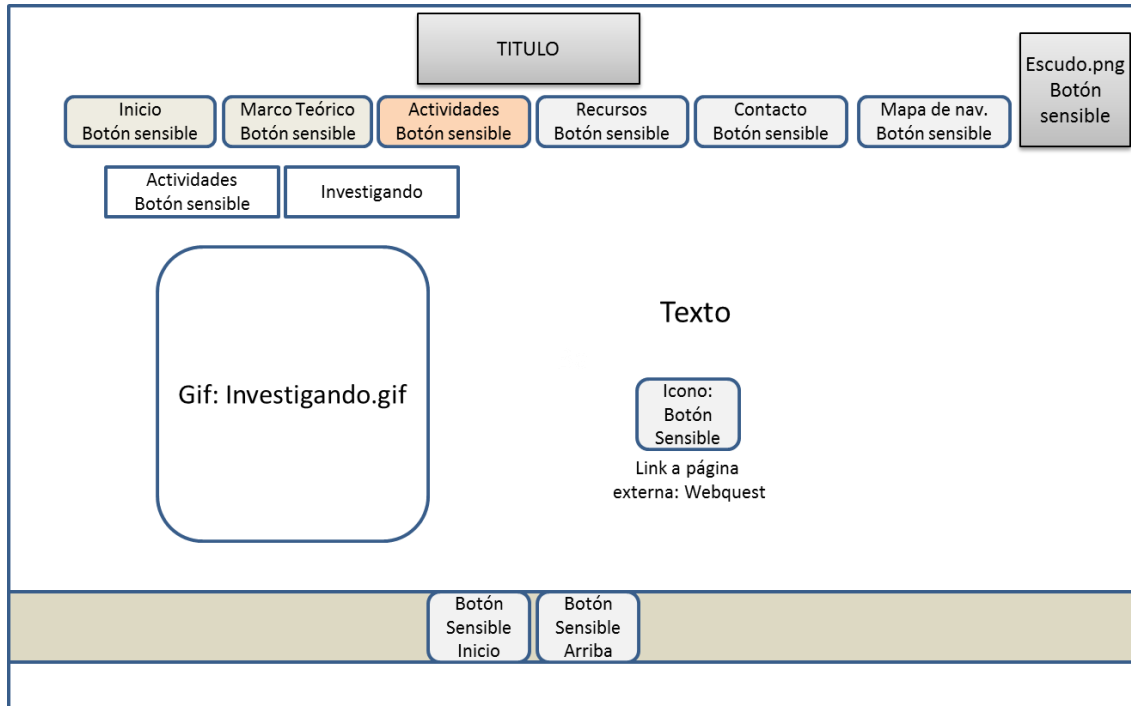 TITULO
Escudo.png
Botón
sensible
Inicio
Botón sensible
Marco Teórico
Botón sensible
Actividades
Botón sensible
Recursos
Botón sensible
Contacto
Botón sensible
Mapa de nav.
Botón sensible
Actividades
Botón sensible
Investigando
Gif: Investigando.gif
Texto
Icono:
Botón
Sensible
Link a página
externa: Webquest
Botón
Sensible
Inicio
Botón
Sensible
Arriba